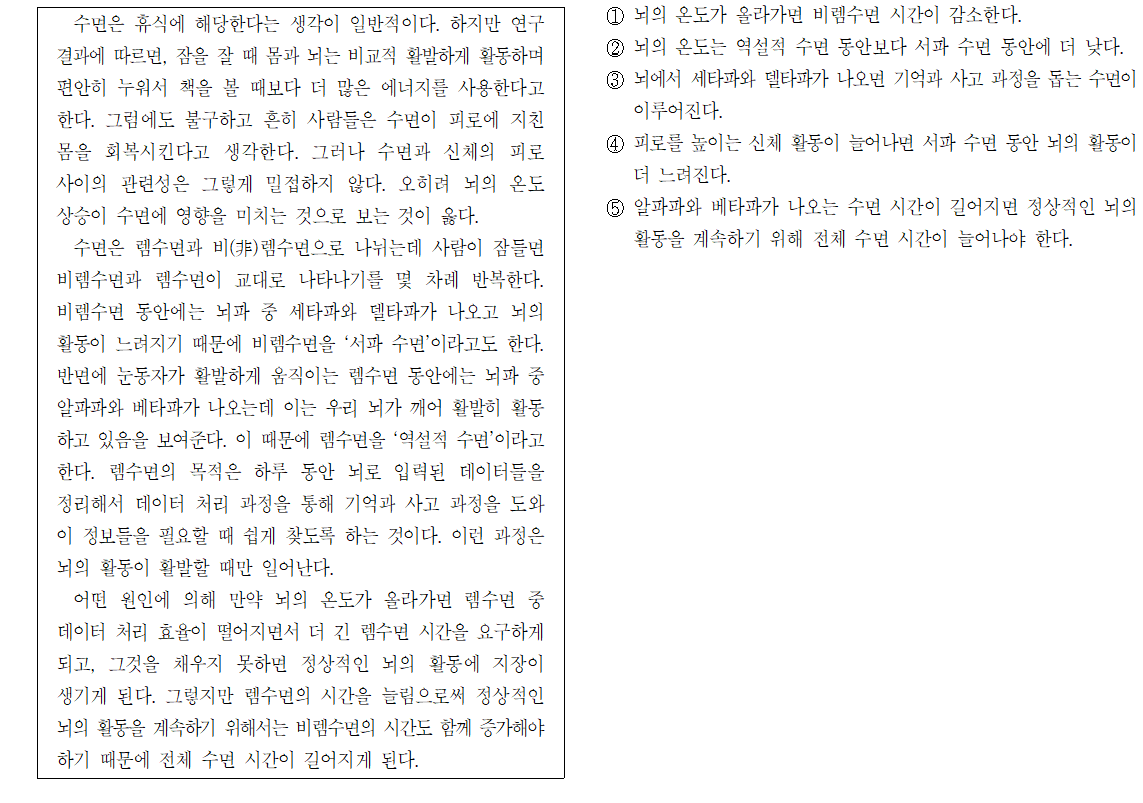 수면은 휴식에 해당한다는 생각이 일반적이다. 하지만 연구
결과에 따르면, 잠을 잘 때 몸과 뇌는 비교적 활발하게 활동하며
편안히 누워서 책을 볼 때보다 더 많은 에너지를 사용한다고
한다. 그럼에도 불구하고 흔히 사람들은 수면이 피로에 지친
몸을 회복시킨다고 생각한다. 그러나 수면과 신체의 피로
사이의 관련성은 그렇게 밀접하지 않다. 오히려 뇌의 온도
상승이 수면에 영향을 미치는 것으로 보는 것이 옳다.
수면은 렘수면과 비(非)렘수면으로 나뉘는데 사람이 잠들면
비렘수면과 렘수면이 교대로 나타나기를 몇 차례 반복한다.
비렘수면 동안에는 뇌파 중 세타파와 델타파가 나오고 뇌의
활동이 느려지기 때문에 비렘수면을 ‘서파 수면’이라고도 한다.
반면에 눈동자가 활발하게 움직이는 렘수면 동안에는 뇌파 중
알파파와 베타파가 나오는데 이는 우리 뇌가 깨어 활발히 활동
하고 있음을 보여준다. 이 때문에 렘수면을 ‘역설적 수면’이라고
한다. 렘수면의 목적은 하루 동안 뇌로 입력된 데이터들을
정리해서 데이터 처리 과정을 통해 기억과 사고 과정을 도와
이 정보들을 필요할 때 쉽게 찾도록 하는 것이다. 이런 과정은
뇌의 활동이 활발할 때만 일어난다.
어떤 원인에 의해 만약 뇌의 온도가 올라가면 렘수면 중
데이터 처리 효율이 떨어지면서 더 긴 렘수면 시간을 요구하게
되고, 그것을 채우지 못하면 정상적인 뇌의 활동에 지장이
생기게 된다. 그렇지만 렘수면의 시간을 늘림으로써 정상적인
뇌의 활동을 계속하기 위해서는 비렘수면의 시간도 함께 증가해야
하기 때문에 전체 수면 시간이 길어지게 된다.
① 뇌의 온도가 올라가면 비렘수면 시간이 감소한다.
② 뇌의 온도는 역설적 수면 동안보다 서파 수면 동안에 더 낮다.
③ 뇌에서 세타파와 델타파가 나오면 기억과 사고 과정을 돕는 수면이
이루어진다.
④ 피로를 높이는 신체 활동이 늘어나면 서파 수면 동안 뇌의 활동이
더 느려진다.
⑤ 알파파와 베타파가 나오는 수면 시간이 길어지면 정상적인 뇌의
활동을 계속하기 위해 전체 수면 시간이 늘어나야 한다.